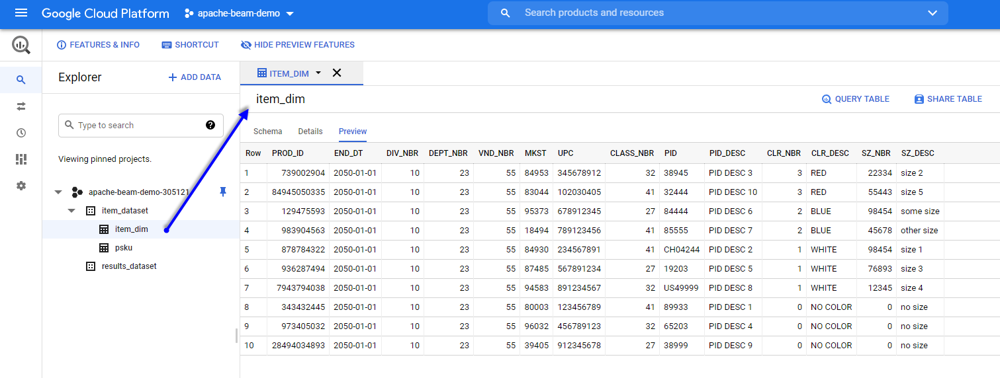 Google Cloud Platform apache-beam-demo Search products and resources
FEATURES & INFO SHORTCUT HIDE PREVIEW FEATURES
Explorer + ADD DATA
Type to search ?
Viewing pinned projects.
apache-beam-demo-305121
item_dataset
item_dim
psku
results_dataset
ITEM_DIM
item_dim QUERY TABLE SHARE TABLE
Schema Details Preview
Row PROD_ID END_DT DIV_NBR DEPT_NBR VND_NBR MKST UPC CLASS_NBR PID PID_DESC CLR_NBR CLR_DESC SZ_NBR SZ_DESC
1 739002904 2050-01-01 10 23 55 84953 345678912 32 38945 PID DESC 3 3 RED 22334 size 2
2 84945050335 2050-01-01 10 23 55 83044 102030405 41 32444 PID DESC 10 3 RED 55443 size 5
3 129475593 2050-01-01 10 23 55 95373 678912345 27 84444 PID DESC 6 2 BLUE 98454 some size
4 983904563 2050-01-01 10 23 55 18494 789123456 41 85555 PID DESC 7 2 BLUE 45678 other size
5 878784322 2050-01-01 10 23 55 84930 234567891 41 CH04244 PID DESC 2 1 WHITE 98454 size 1
6 936287494 2050-01-01 10 23 55 87485 567891234 27 19203 PID DESC 5 1 WHITE 76893 size 3
7 7943794038 2050-01-01 10 23 55 94583 891234567 32 US49999 PID DESC 8 1 WHITE 12345 size 4
8 343432445 2050-01-01 10 23 55 80003 123456789 41 89933 PID DESC 1 0 NO COLOR 0 no size
9 973405032 2050-01-01 10 23 55 96032 456789123 32 65203 PID DESC 4 0 NO COLOR 0 no size
10 28494034893 2050-01-01 10 23 55 39405 912345678 27 38999 PID DESC 9 0 NO COLOR 0 no size